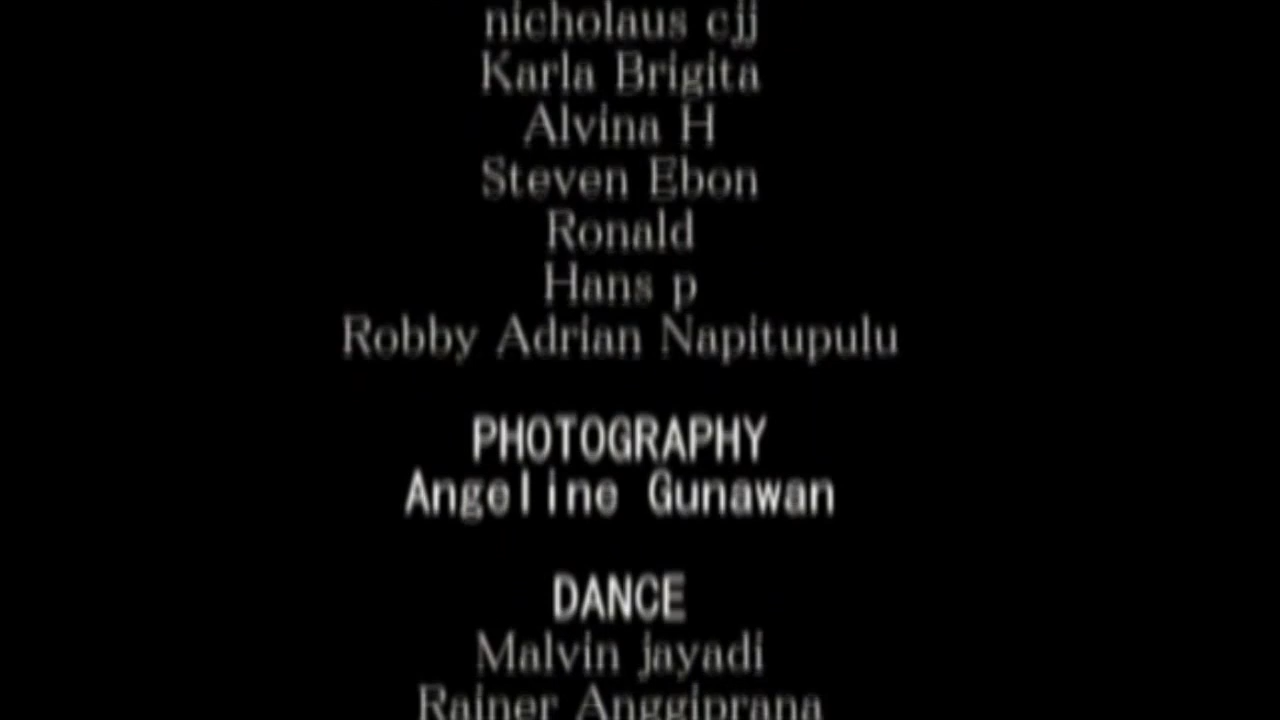 nicholaus cjj
Karla Brigita
Alvina H
Steven Ebon
Ronald
Hans p
Robby Adrian Napitupulu
PHOTOGRAPHY
Angeline Gunawan
DANCE
Malvin jayadi
Rainer Anggiprana